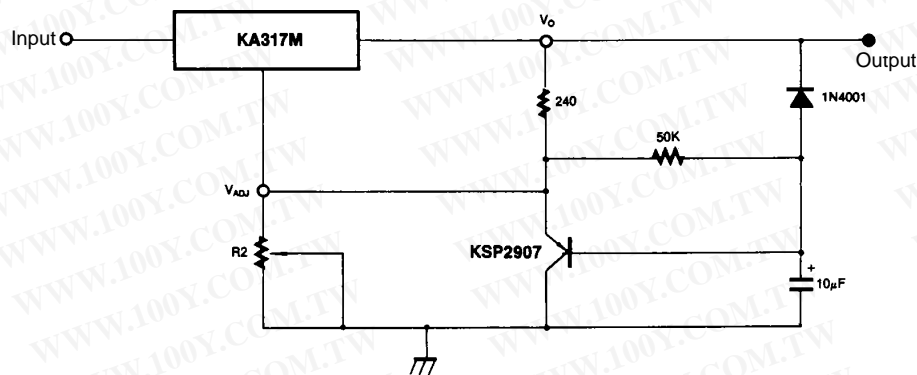 Input
KA317M
Vo
Output
240
1N4001
50K
VADJ
R2
KSP2907
+
10µF
WWW.100Y.COM.TW